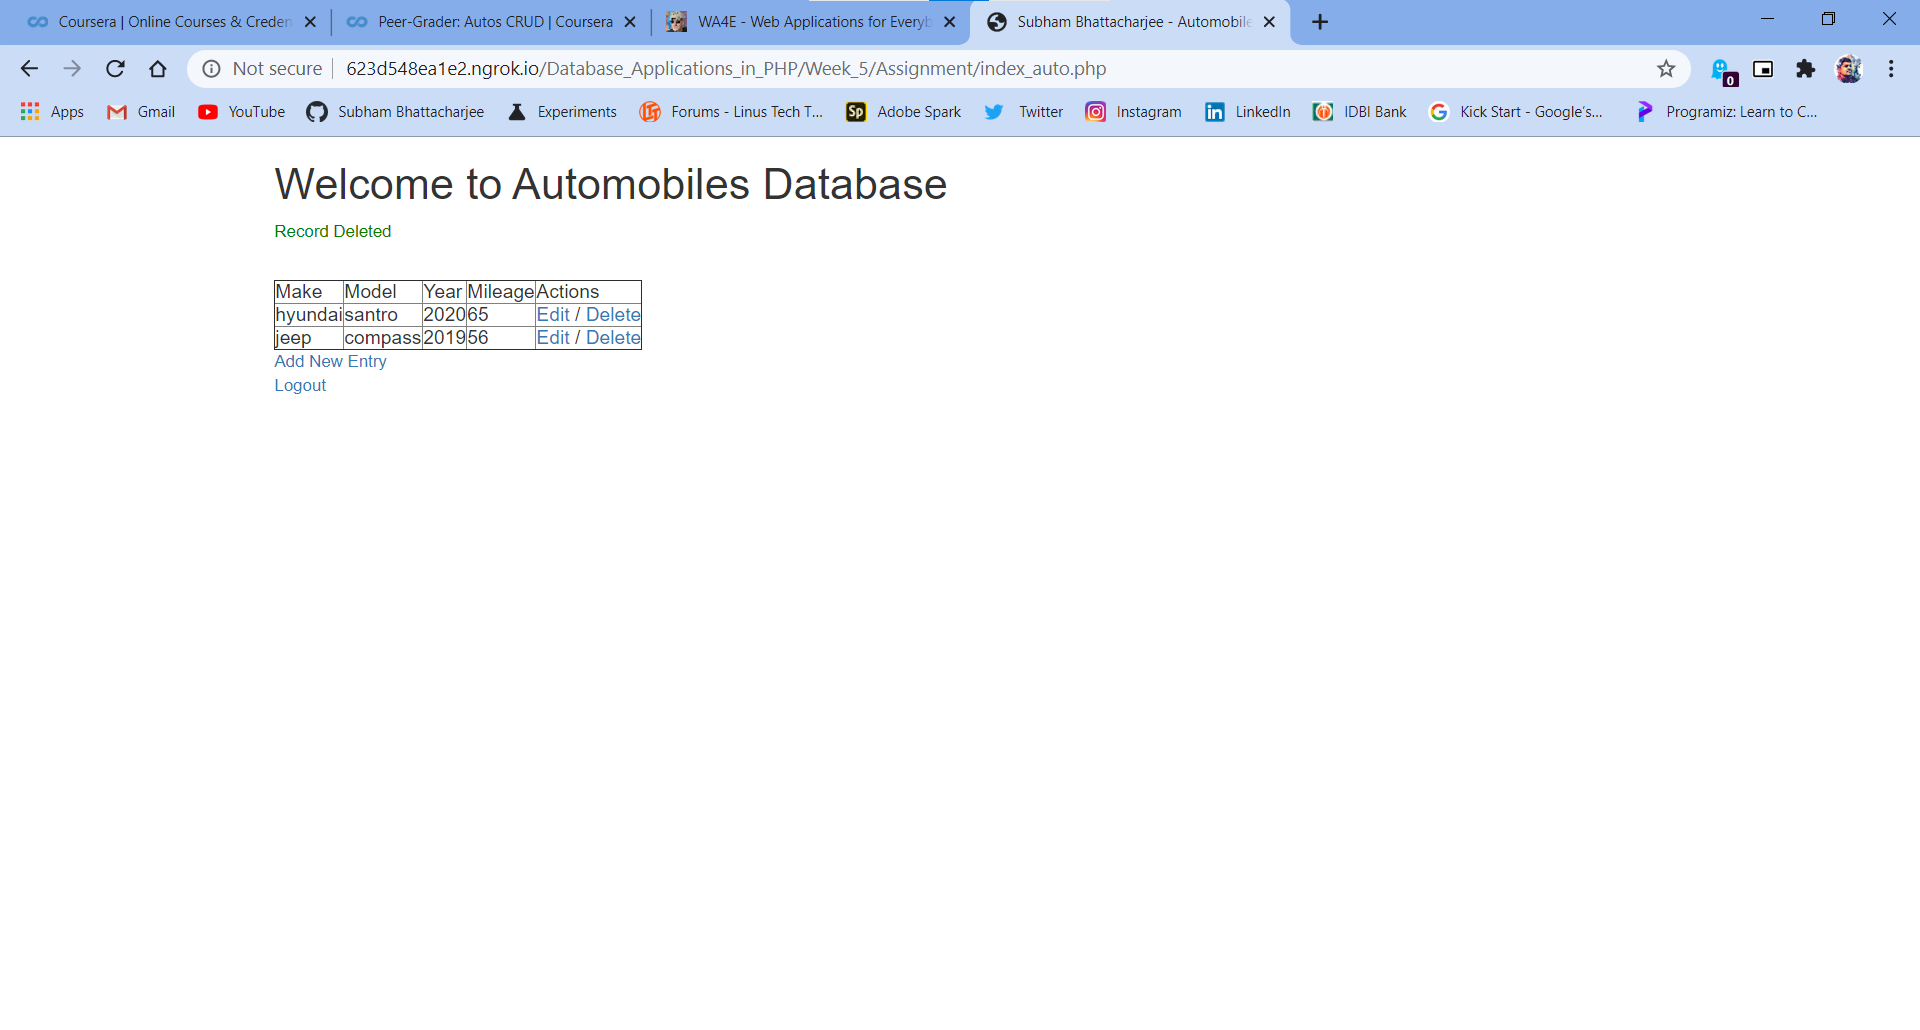 Coursera | Online Courses & Creden
Peer-Grader: Autos CRUD | Coursera
WA4E - Web Applications for Everyb
Subham Bhattacharjee - Automobile
Not secure
623d548ea1e2.ngrok.io/Database_Applications_in_PHP/Week_5/Assignment/index_auto.php
0
Apps Gmail YouTube Subham Bhattacharjee Experiments Forums - Linus Tech T... Sp Adobe Spark Twitter Instagram LinkedIn IDBI Bank Kick Start - Google's... Programiz: Learn to C...
Welcome to Automobiles Database
Record Deleted
Make Model Year Mileage Actions
hyundai santro 2020 65 Edit / Delete
jeep compass 2019 56 Edit / Delete
Add New Entry
Logout